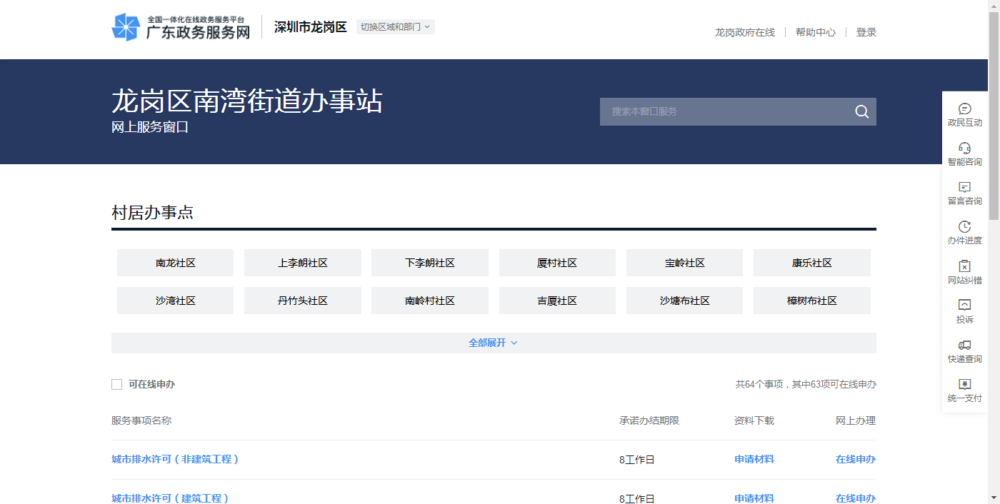 全国一体化在线政务服务平台
广东政务服务网
深圳市龙岗区
切换区域和部门
龙岗政府在线
帮助中心
登录
龙岗区南湾街道办事站
网上服务窗口
搜索本窗口服务
政民互动
智能咨询
留言咨询
办件进度
网站纠错
投诉
快递查询
统一支付
村居办事点
南龙社区 上李朗社区 下李朗社区 厦村社区 宝岭社区 康乐社区
沙湾社区 丹竹头社区 南岭村社区 吉厦社区 沙塘布社区 樟树布社区
全部展开
可在线申办 共64个事项，其中63项可在线申办
服务事项名称 承诺办结期限 资料下载 网上办理
城市排水许可（非建筑工程） 8工作日 申请材料 在线申办
城市排水许可（建筑工程） 8工作日 申请材料 在线申办